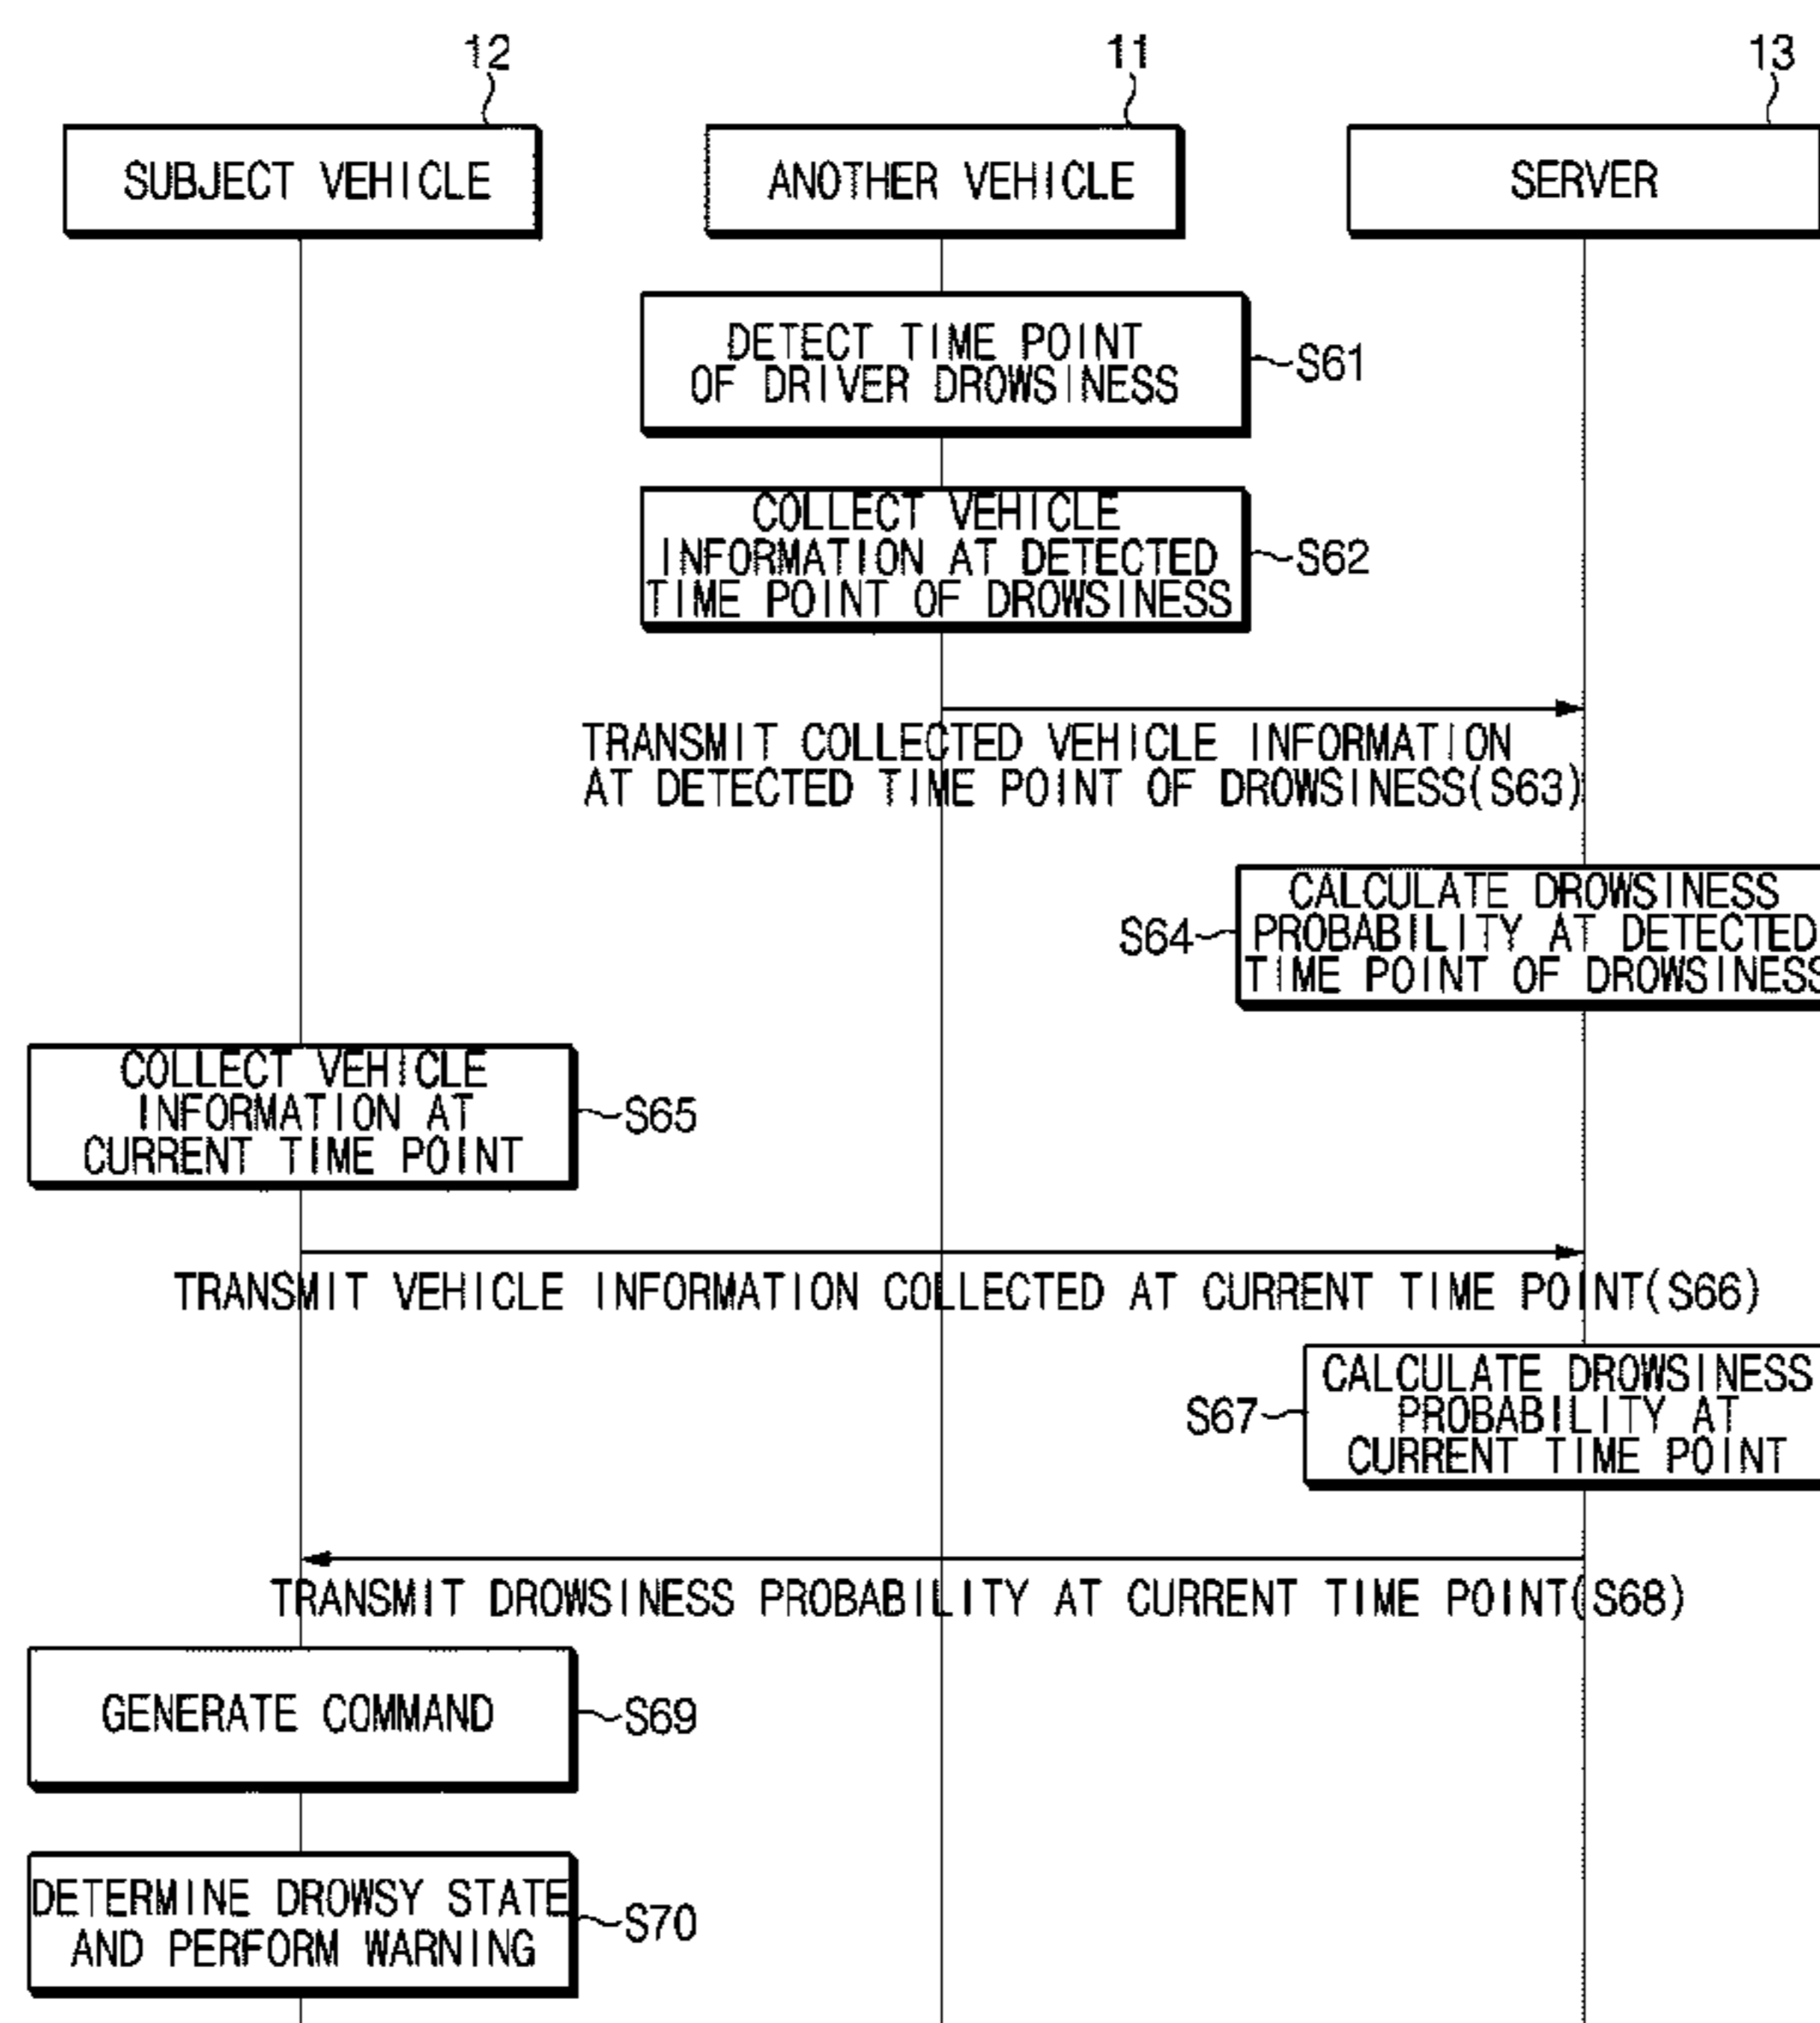 12
11
13
SUBJECT VEHICLE
ANOTHER VEHICLE
SERVER
DETECT TIME POINT
OF DRIVER DROWSINESS
S61
COLLECT VEHICLE
INFORMATION AT DETECTED
TIME POINT OF DROWSINESS
S62
TRANSMIT COLLECTED VEHICLE INFORMATION
AT DETECTED TIME POINT OF DROWSINESS(S63)
S64
CALCULATE DROWSINESS
PROBABILITY AT DETECTED
TIME POINT OF DROWSINESS
COLLECT VEHICLE
INFORMATION AT
CURRENT TIME POINT
S65
TRANSMIT VEHICLE INFORMATION COLLECTED AT CURRENT TIME POINT(S66)
S67
CALCULATE DROWSINESS
PROBABILITY AT
CURRENT TIME POINT
TRANSMIT DROWSINESS PROBABILITY AT CURRENT TIME POINT(S68)
GENERATE COMMAND
S69
DETERMINE DROWSY STATE
AND PERFORM WARNING
S70